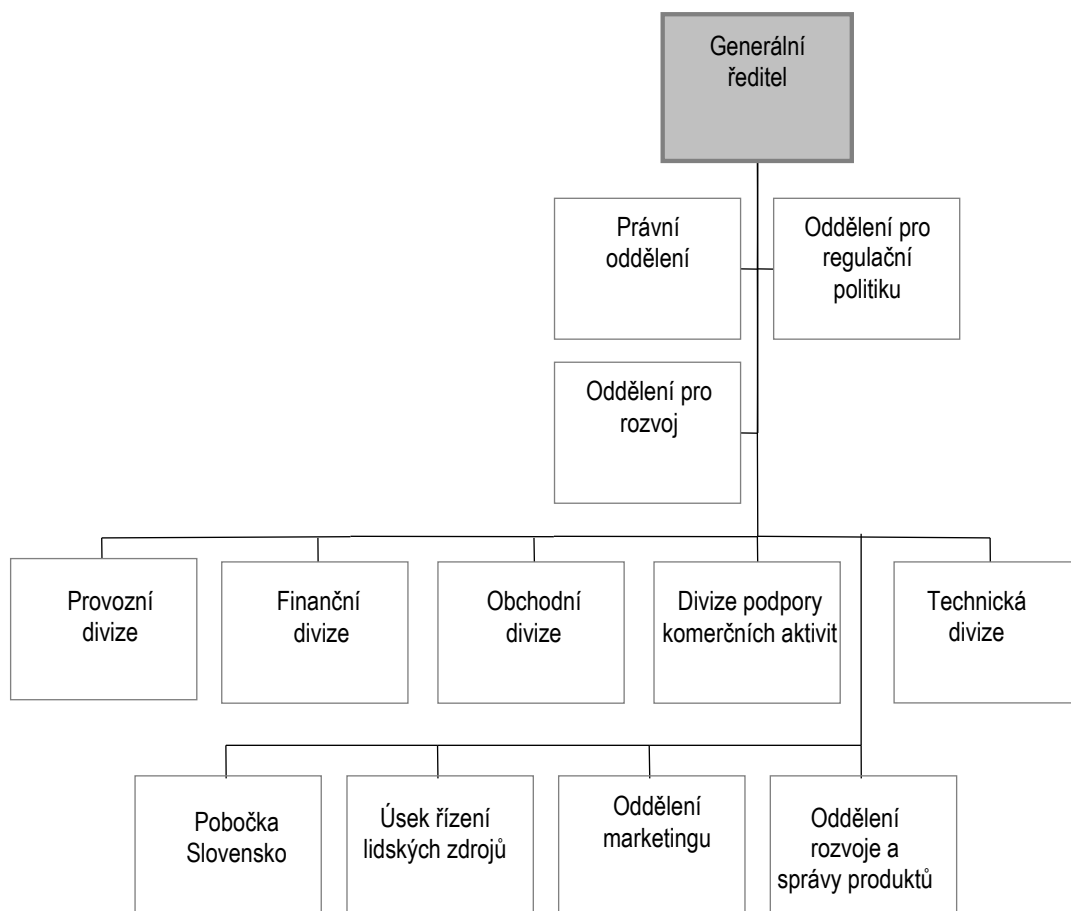 Generální
ředitel
Právní
oddělení
Oddělení pro
regulační
politiku
Oddělení pro
rozvoj
Provozní
divize
Finanční
divize
Obchodní
divize
Divize podpory
komerčních aktivit
Technická
divize
Pobočka
Slovensko
Úsek řízení
lidských zdrojů
Oddělení
marketingu
Oddělení
rozvoje a
správy produktů